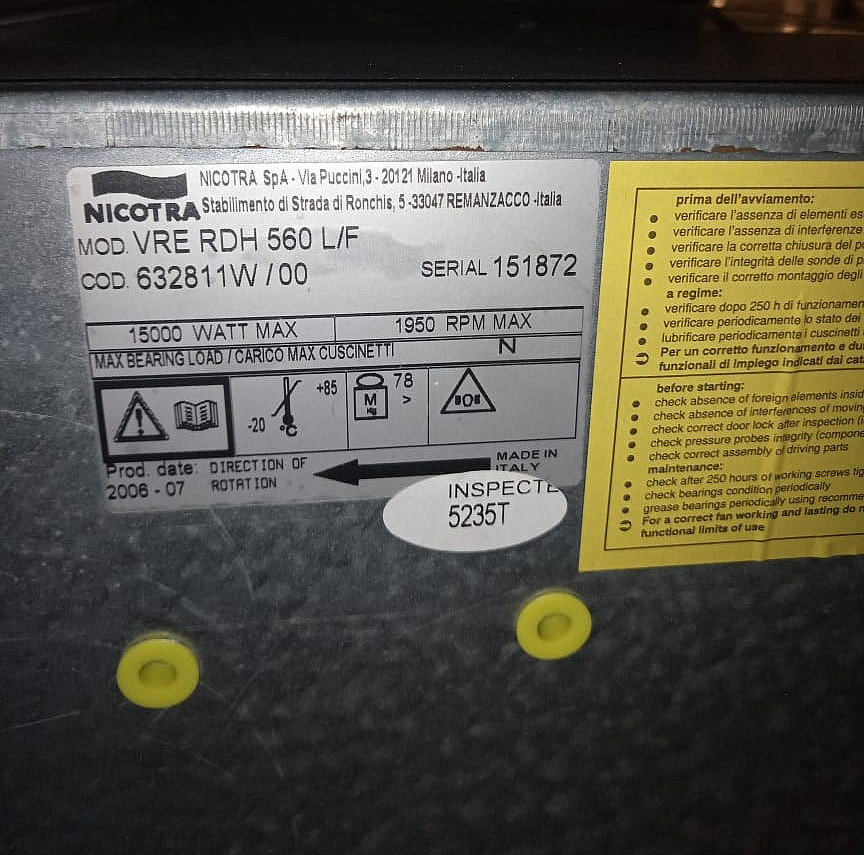 NICOTRA
NICOTRA SpA - Via Puccini,3 - 20121 Milano -Italia
Stabilimento di Strada di Ronchis, 5 -33047 REMANZACCO -Italia
MOD. VRE RDH 560 L/F
COD. 632811W / 00
SERIAL 151872
15000 WATT MAX
1950 RPM MAX
MAX BEARING LOAD / CARICO MAX CUSCINETTI
N
-20
+85
°C
M
kg
78
>
Prod. date:
2006 - 07
DIRECTION OF
ROTATION
MADE IN
ITALY
INSPECTE
5235T
prima dell'avviamento:
verificare l'assenza di elementi es
verificare l'assenza di interferenze
verificare la corretta chiusura del po
verificare l'integrità delle sonde di p
verificare il corretto montaggio degli
a regime:
verificare dopo 250 h di funzionamen
verificare periodicamente lo stato dei
lubrificare periodicamente i cuscinetti
Per un corretto funzionamento e du
funzionali di impiego indicati dal cat
before starting:
check absence of foreign elements insid
check absence of interferences of movin
check correct door lock after inspection (i
check pressure probes integrity (compone
check correct assembly of driving parts
maintenance:
check after 250 hours of working screws tig
check bearings condition periodically
grease bearings periodically using recomme
For a correct fan working and lasting do n
functional limits of use